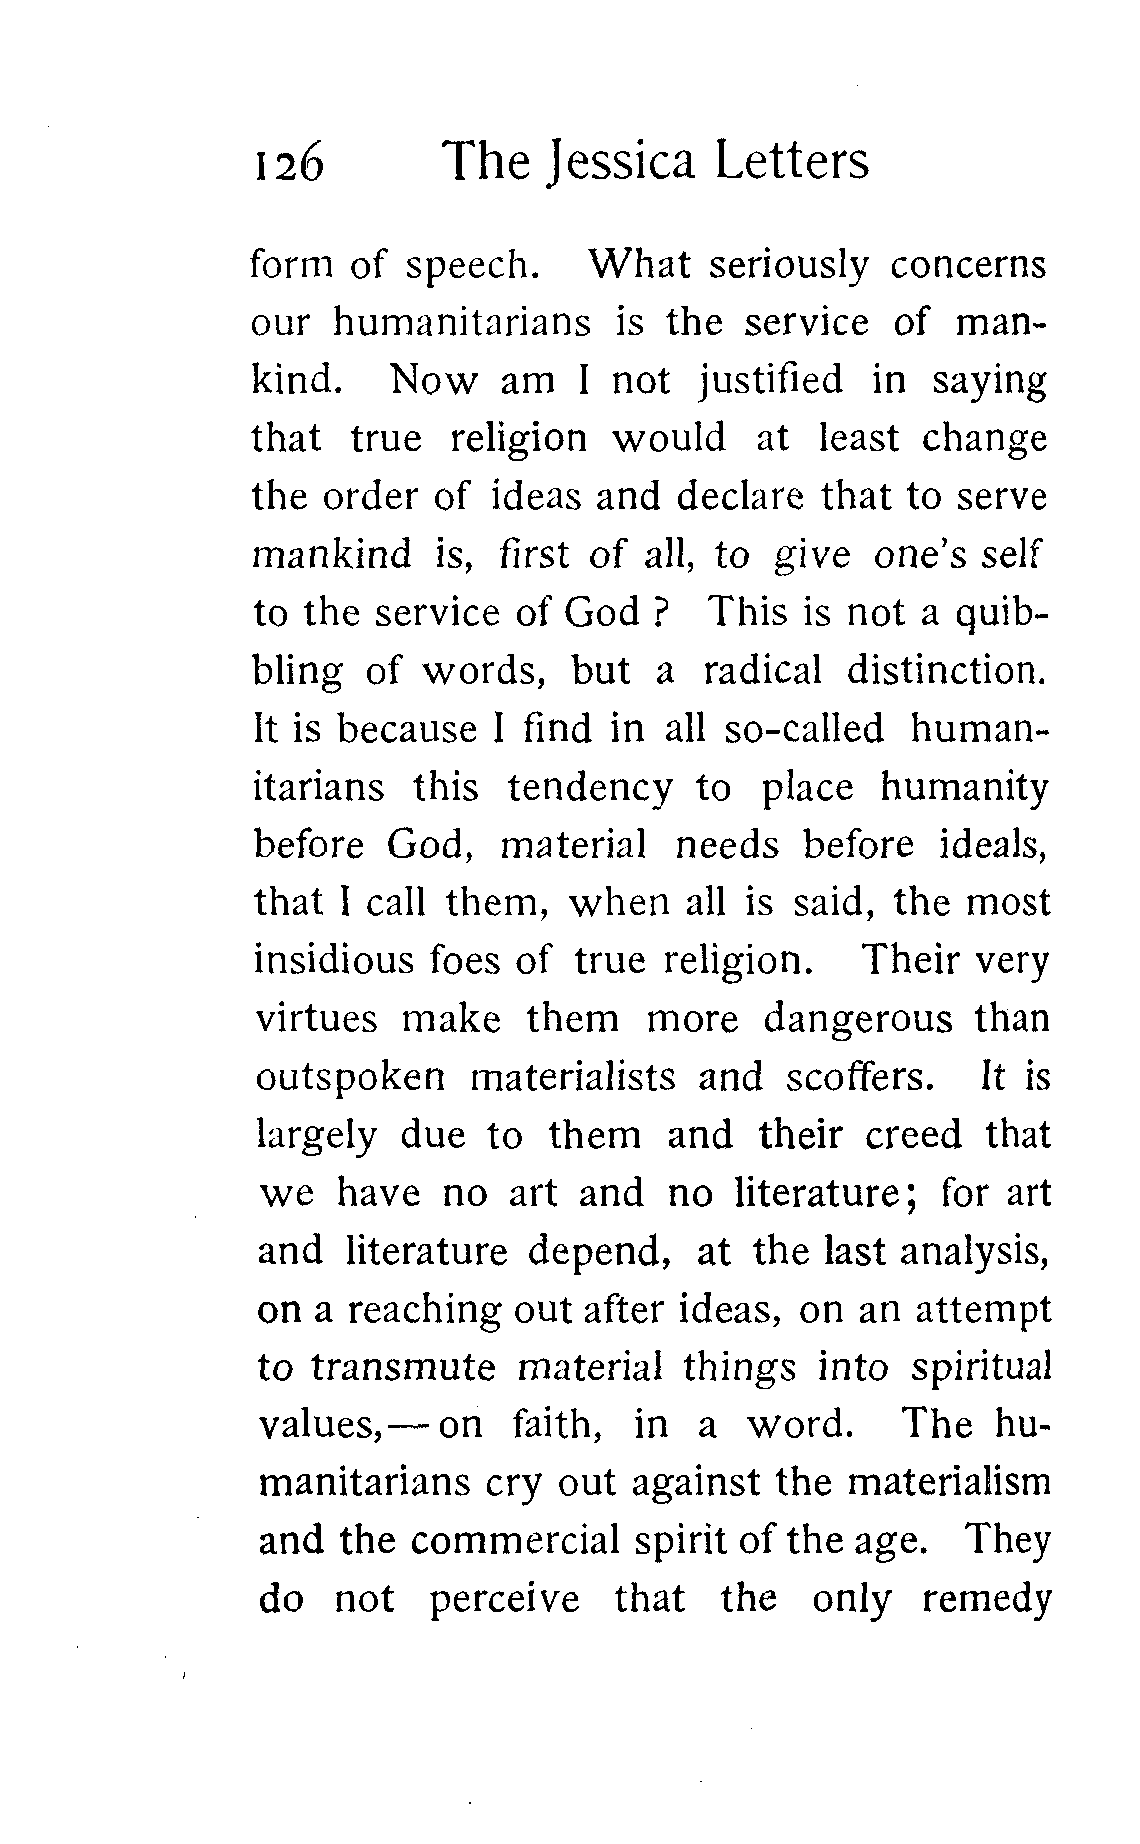 126 The Jessica Letters
form of speech. What seriously concerns
our humanitarians is the service of man-
kind. Now am I not justified in saying
that true religion would at least change
the order of ideas and declare that to serve
mankind is, first of all, to give one's self
to the service of God ? This is not a quib-
bling of words, but a radical distinction.
It is because I find in all so-called human-
itarians this tendency to place humanity
before God, material needs before ideals,
that I call them, when all is said, the most
insidious foes of true religion. Their very
virtues make them more dangerous than
outspoken materialists and scoffers. It is
largely due to them and their creed that
we have no art and no literature; for art
and literature depend, at the last analysis,
on a reaching out after ideas, on an attempt
to transmute material things into spiritual
values,— on faith, in a word. The hu-
manitarians cry out against the materialism
and the commercial spirit of the age. They
do not perceive that the only remedy